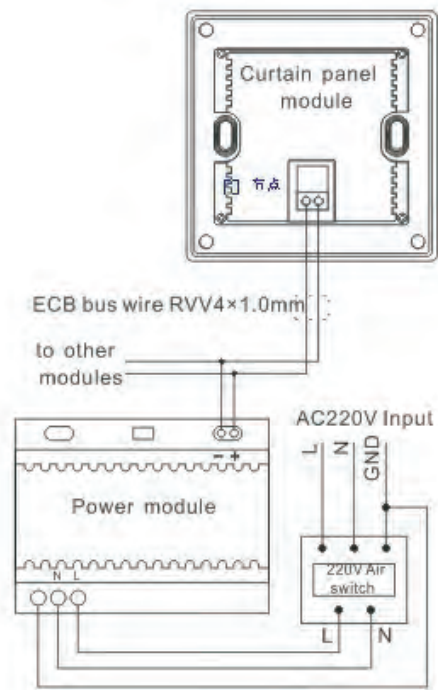 Curtain panel
module
节点
ECB bus wire RVV4×1.0mm
to other
modules
AC220V Input
L
N
GND
- +
Power module
N L
220V Air
switch
L N